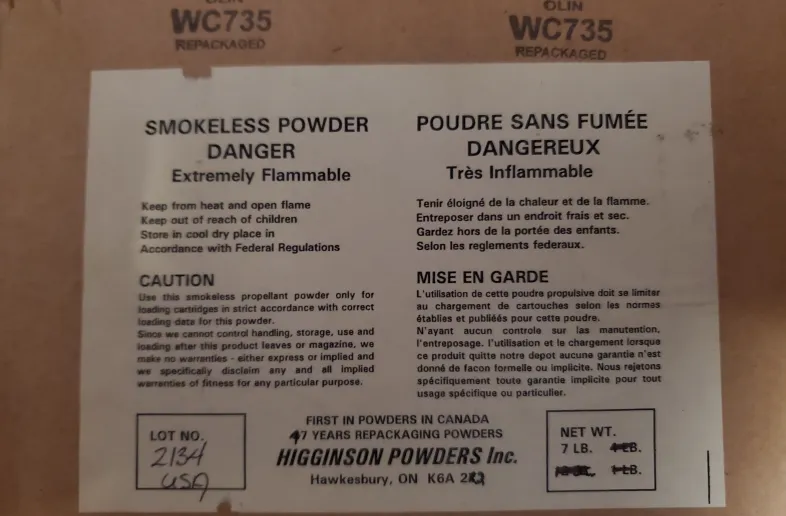 OLIN
WC735
REPACKAGED
OLIN
WC735
REPACKAGED
SMOKELESS POWDER
DANGER
Extremely Flammable
Keep from heat and open flame
Keep out of reach of children
Store in cool dry place in
Accordance with Federal Regulations
CAUTION
Use this smokeless propellant powder only for
loading cartridges in strict accordance with correct
loading data for this powder.
Since we cannot control handling, storage, use and
loading after this product leaves or magazine, we
make no warrenties - either express or implied and
we specifically disclaim any and all implied
warrenties of fitness for any particular purpose.
POUDRE SANS FUMÉE
DANGEREUX
Très Inflammable
Tenir éloigné de la chaleur et de la flamme.
Entreposer dans un endroit frais et sec.
Gardez hors de la portée des enfants.
Selon les reglements federaux.
MISE EN GARDE
L'utilisation de cette poudre propulsive doit se limiter
au chargement de cartouches selon les normas
établies et publiéés pour cette poudre.
N'ayant aucun controle sur las manutention,
l'entreposage. l'utilisation et le chargement lorsque
ce produit quitte notre depot aucune garantie n'est
donné de facon formelle ou implicite. Nous rejetons
spécifiquement toute garantie implicite pour tout
usage spécifique ou particulier.
LOT NO.
2134
USA
FIRST IN POWDERS IN CANADA
47 YEARS REPACKAGING POWDERS
HIGGINSON POWDERS Inc.
Hawkesbury, ON K6A
NET WT.
7 LB. 4 LB.
1 LB.